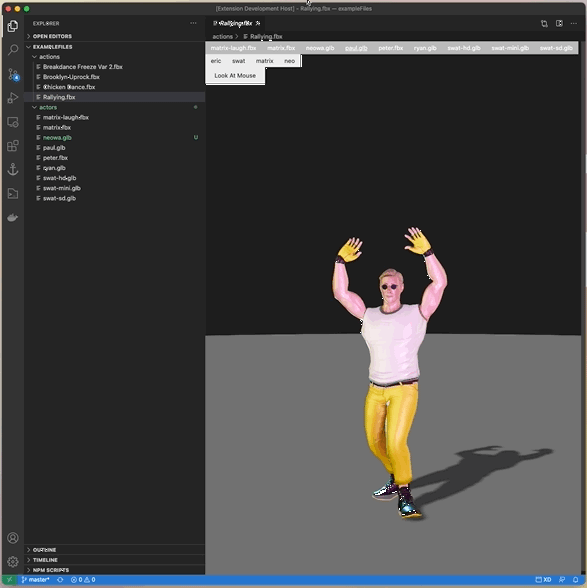 [Extension Development Host] - Rallying.fbx — exampleFiles
EXPLORER
Rallying.fbx
OPEN EDITORS
actions > Rallying.fbx
EXAMPLEFILES
matrix-laugh.fbx matrix.fbx neowa.glb paul.glb peter.fbx ryan.glb swat-hd.glb swat-mini.glb swat-sd.glb
actions
eric swat matrix neo
Breakdance Freeze Var 2.fbx
Look At Mouse
Brooklyn-Uprock.fbx
Chicken Dance.fbx
Rallying.fbx
actors
matrix-laugh.fbx
matrix.fbx
neowa.glb U
paul.glb
peter.fbx
ryan.glb
swat-hd.glb
swat-mini.glb
swat-sd.glb
OUTLINE
TIMELINE
NPM SCRIPTS
master* 0 0 XD